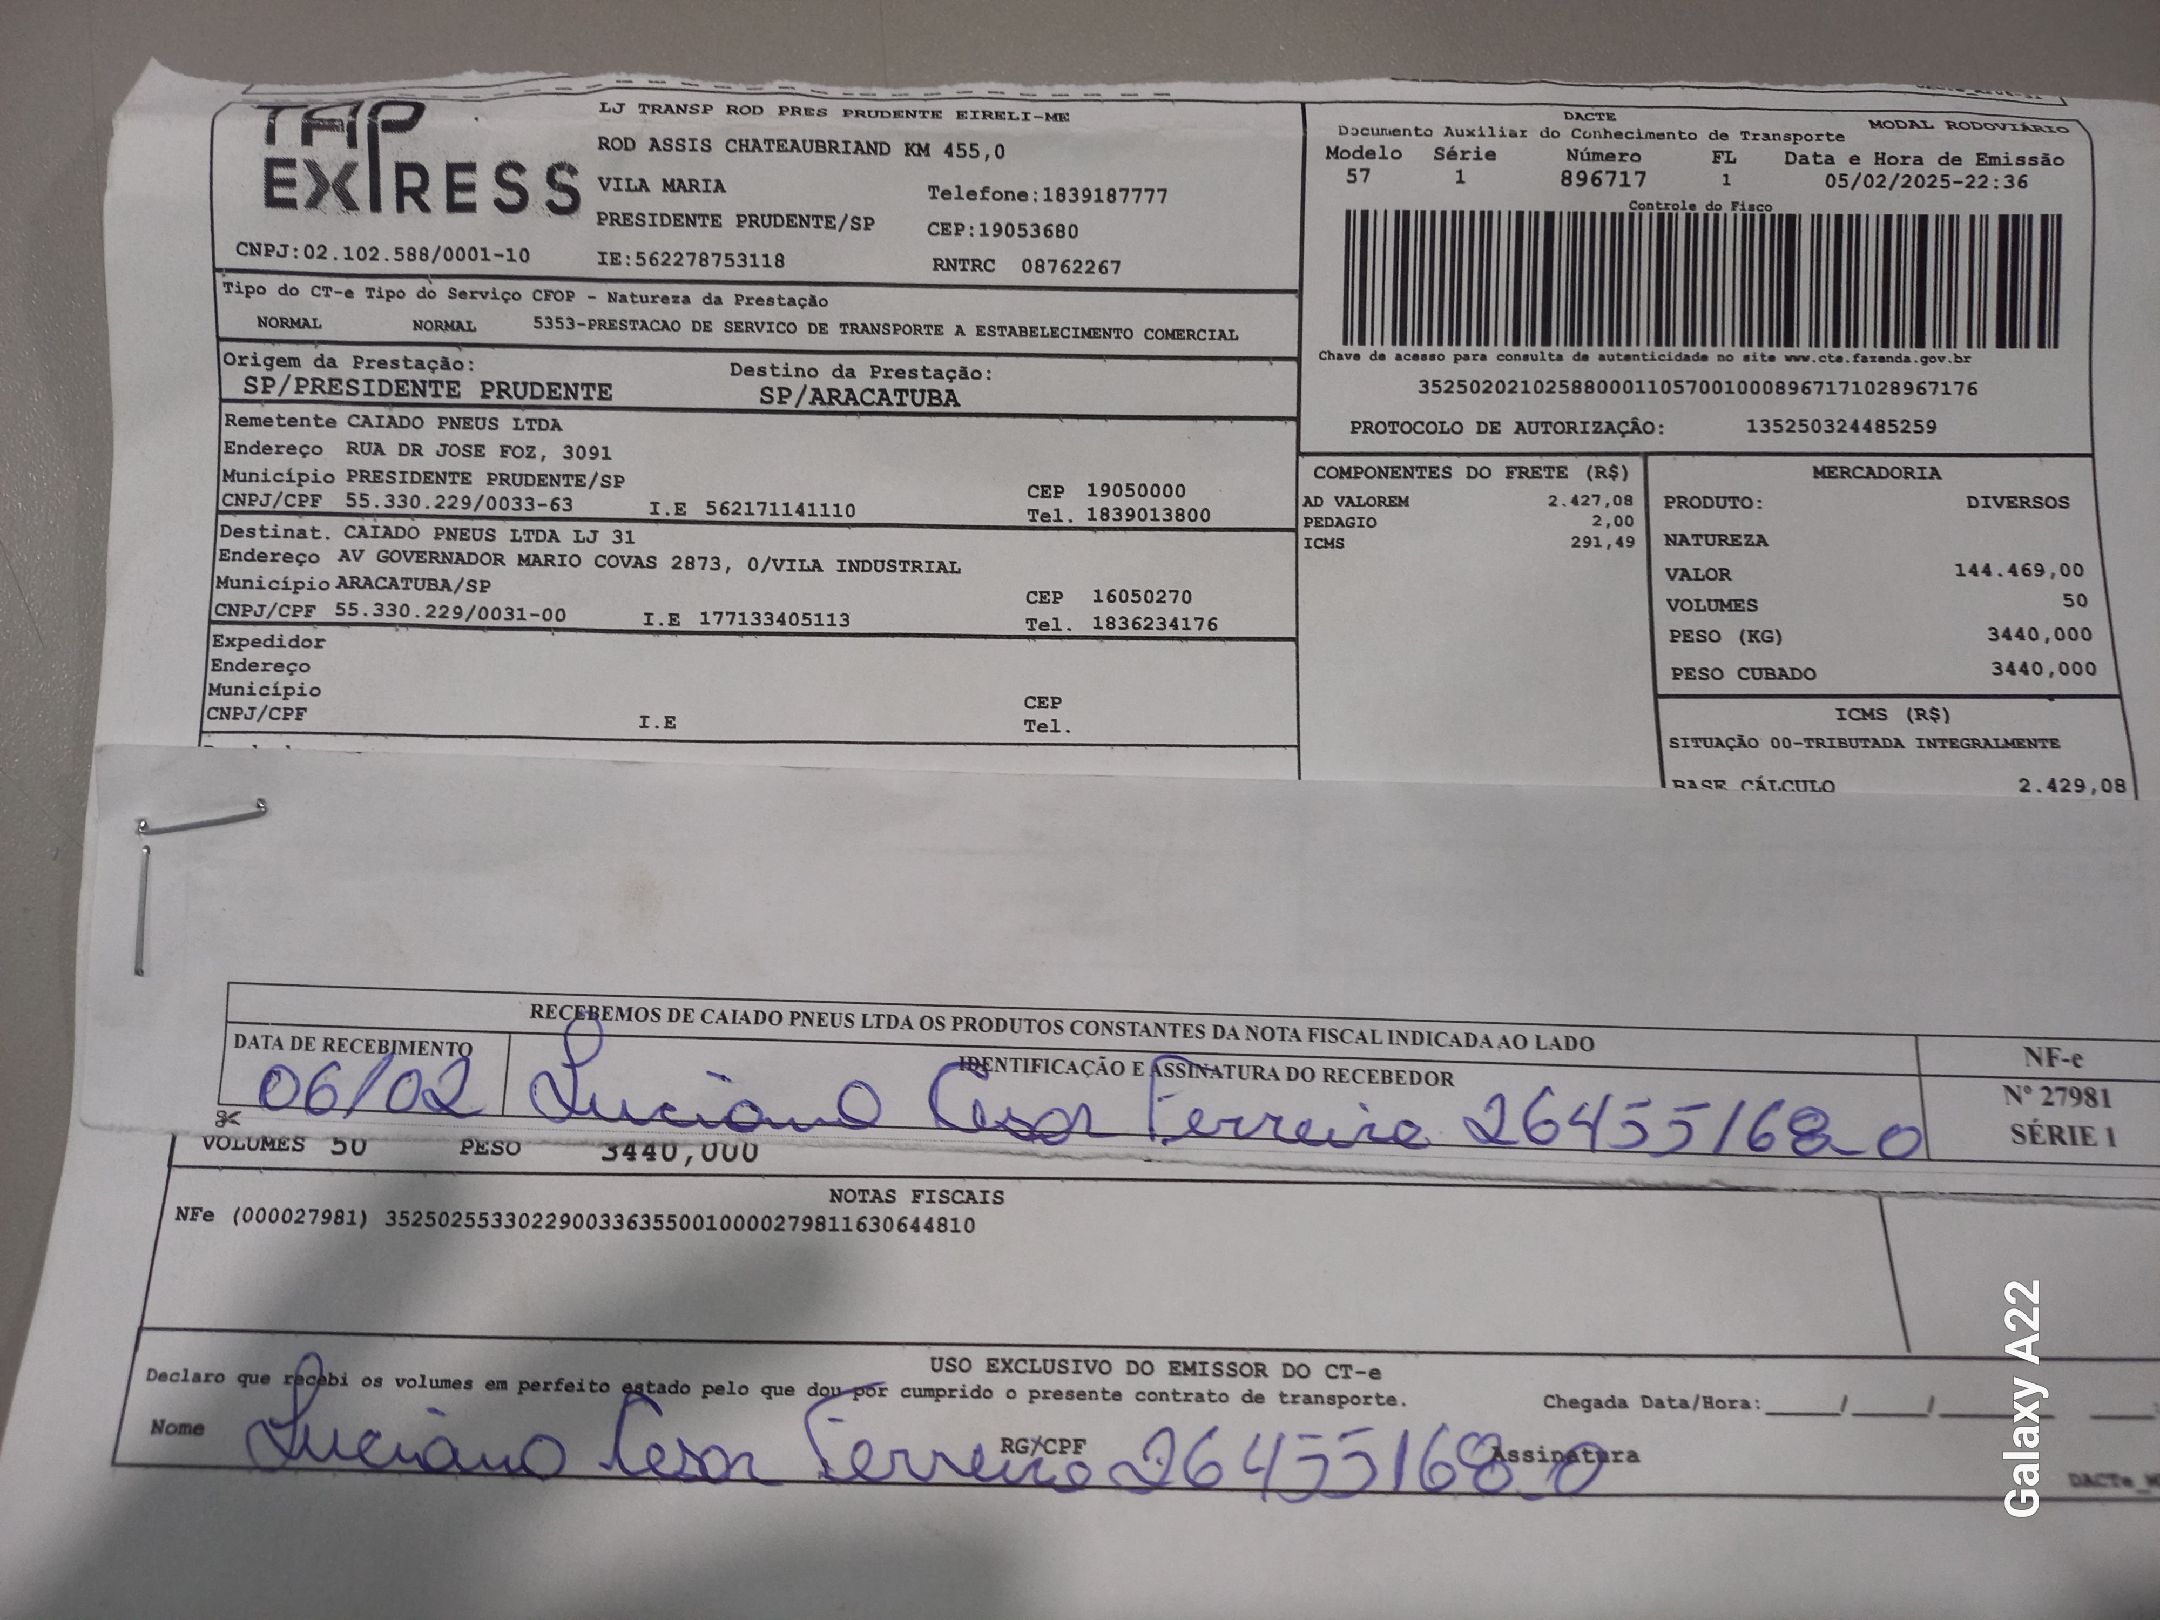 TAP EXPRESS
LJ TRANSP ROD PRES PRUDENTE EIRELI-ME
ROD ASSIS CHATEAUBRIAND KM 455,0
VILA MARIA Telefone:1839187777
PRESIDENTE PRUDENTE/SP CEP:19053680
CNPJ:02.102.588/0001-10 IE:562278753118 RNTRC 08762267
DACTE
Documento Auxiliar do Conhecimento de Transporte MODAL RODOVIÁRIO
Modelo Série Número FL Data e Hora de Emissão
57 1 896717 1 05/02/2025-22:36
Controle do Fisco
Chave de acesso para consulta de autenticidade no site www.cte.fazenda.gov.br
35250202102588000110570010008967171028967176
PROTOCOLO DE AUTORIZAÇÂO: 135250324485259
Tipo do CT-e Tipo do Serviço CFOP - Natureza da Prestação
NORMAL NORMAL 5353-PRESTACAO DE SERVICO DE TRANSPORTE A ESTABELECIMENTO COMERCIAL
Origem da Prestação: Destino da Prestação:
SP/PRESIDENTE PRUDENTE SP/ARACATUBA
Remetente CAIADO PNEUS LTDA
Endereço RUA DR JOSE FOZ, 3091
Município PRESIDENTE PRUDENTE/SP CEP 19050000
CNPJ/CPF 55.330.229/0033-63 I.E 562171141110 Tel. 1839013800
Destinat. CAIADO PNEUS LTDA LJ 31
Endereço AV GOVERNADOR MARIO COVAS 2873, 0/VILA INDUSTRIAL
Município ARACATUBA/SP CEP 16050270
CNPJ/CPF 55.330.229/0031-00 I.E 177133405113 Tel. 1836234176
Expedidor
Endereço
Município CEP
CNPJ/CPF I.E Tel.
COMPONENTES DO FRETE (R$)
AD VALOREM 2.427,08
PEDAGIO 2,00
ICMS 291,49
MERCADORIA
PRODUTO: DIVERSOS
NATUREZA
VALOR 144.469,00
VOLUMES 50
PESO (KG) 3440,000
PESO CUBADO 3440,000
ICMS (R$)
SITUAÇÃO 00-TRIBUTADA INTEGRALMENTE
BASE CÁLCULO 2.429,08
RECEBEMOS DE CAIADO PNEUS LTDA OS PRODUTOS CONSTANTES DA NOTA FISCAL INDICADA AO LADO
DATA DE RECEBIMENTO IDENTIFICAÇÃO E ASSINATURA DO RECEBEDOR
06/02 Luciano Cesar Ferreira 26455168-0
NF-e
Nº 27981
SÉRIE 1
VOLUMES 50 PESO 3440,000
NOTAS FISCAIS
NFe (000027981) 35250255330229003363550010000279811630644810
USO EXCLUSIVO DO EMISSOR DO CT-e
Declaro que recebi os volumes em perfeito estado pelo que dou por cumprido o presente contrato de transporte. Chegada Data/Hora:_____/_____/_____
Nome Luciano Cesar Ferreira RG/CPF 26455168-0 Assinatura
Galaxy A22